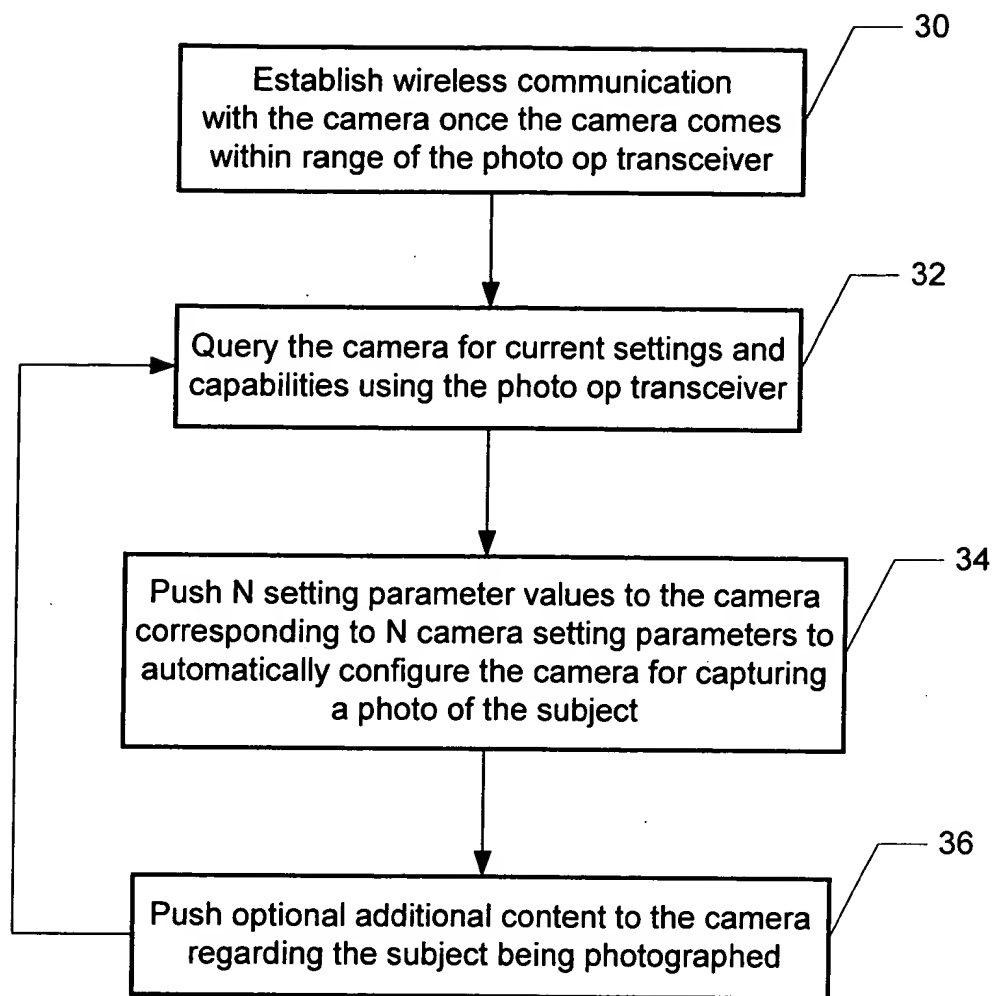 30
Establish wireless communication
with the camera once the camera comes
within range of the photo op transceiver
32
Query the camera for current settings and
capabilities using the photo op transceiver
34
Push N setting parameter values to the camera
corresponding to N camera setting parameters to
automatically configure the camera for capturing
a photo of the subject
36
Push optional additional content to the camera
regarding the subject being photographed